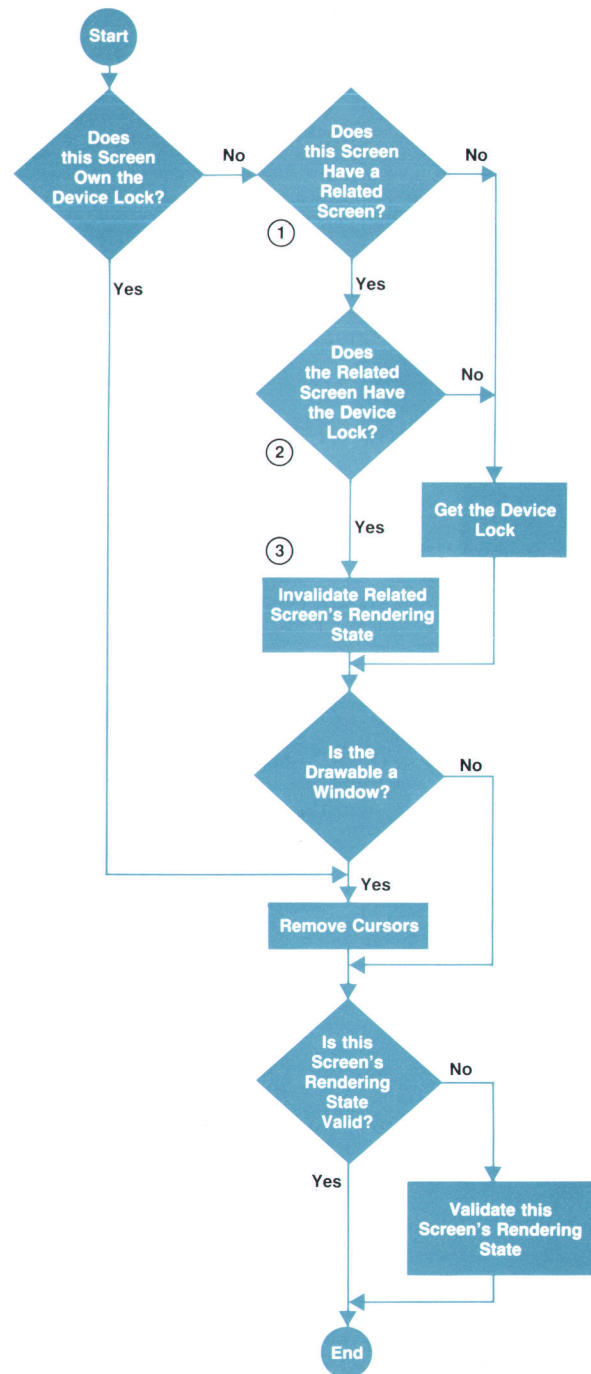 Start
Does
this Screen
Own the
Device Lock?
No
Does
this Screen
Have a
Related
Screen?
No
1
Yes
Yes
Does
the Related
Screen Have
the Device
Lock?
No
2
Yes
Get the Device
Lock
3
Invalidate Related
Screen's Rendering
State
Is the
Drawable a
Window?
No
Yes
Remove Cursors
Is this
Screen's
Rendering
State
Valid?
No
Yes
Validate this
Screen's Rendering
State
End